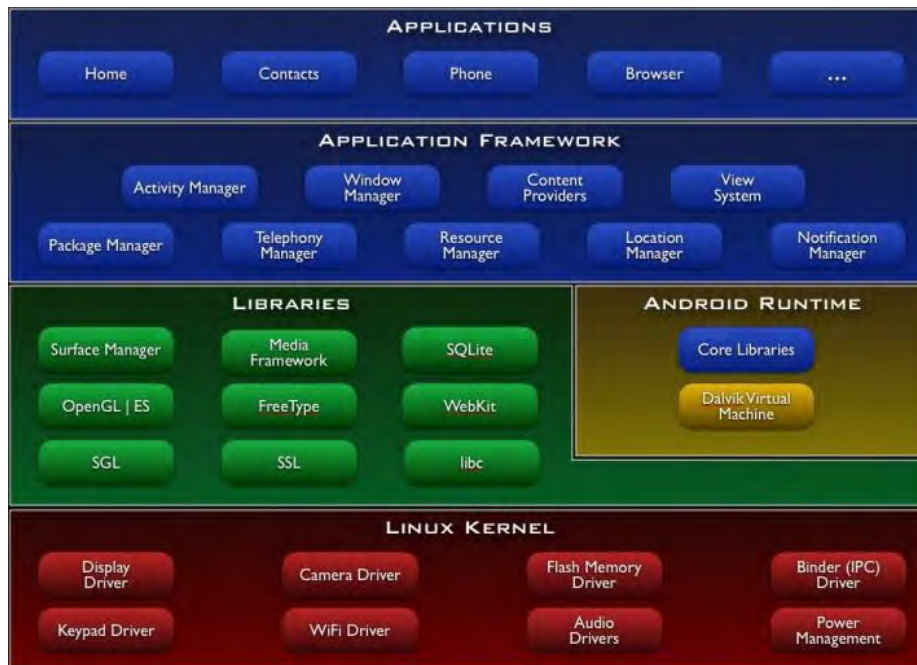 APPLICATIONS
Home
Contacts
Phone
Browser
...
APPLICATION FRAMEWORK
Activity Manager
Window
Manager
Content
Providers
View
System
Package Manager
Telephony
Manager
Resource
Manager
Location
Manager
Notification
Manager
LIBRARIES
Surface Manager
Media
Framework
SQLite
OpenGL | ES
FreeType
WebKit
SGL
SSL
libc
ANDROID RUNTIME
Core Libraries
Dalvik Virtual
Machine
LINUX KERNEL
Display
Driver
Camera Driver
Flash Memory
Driver
Binder (IPC)
Driver
Keypad Driver
WiFi Driver
Audio
Drivers
Power
Management